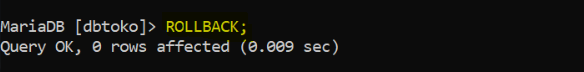 MariaDB [dbtoko]> ROLLBACK;
Query OK, 0 rows affected (0.009 sec)